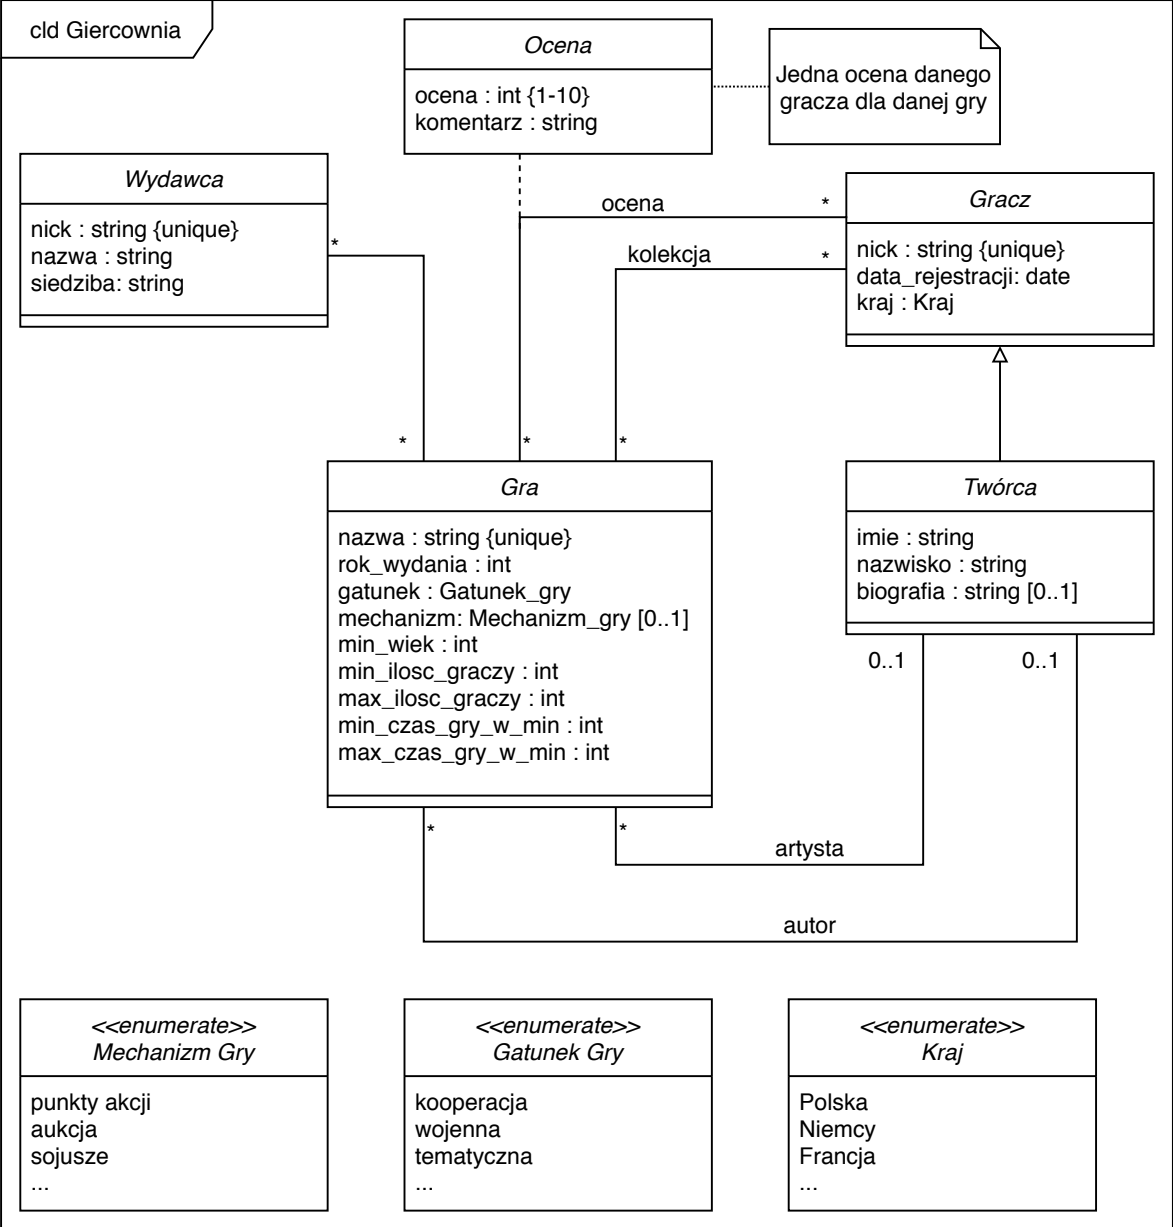 cld Giercownia
Ocena
ocena : int {1-10}
komentarz : string
Jedna ocena danego
gracza dla danej gry
Wydawca
nick : string {unique}
nazwa : string
siedziba: string
*
ocena
*
kolekcja
*
Gracz
nick : string {unique}
data_rejestracji: date
kraj : Kraj
*
*
*
Gra
nazwa : string {unique}
rok_wydania : int
gatunek : Gatunek_gry
mechanizm: Mechanizm_gry [0..1]
min_wiek : int
min_ilosc_graczy : int
max_ilosc_graczy : int
min_czas_gry_w_min : int
max_czas_gry_w_min : int
Twórca
imie : string
nazwisko : string
biografia : string [0..1]
0..1
0..1
*
*
artysta
autor
<<enumerate>>
Mechanizm Gry
punkty akcji
aukcja
sojusze
...
<<enumerate>>
Gatunek Gry
kooperacja
wojenna
tematyczna
...
<<enumerate>>
Kraj
Polska
Niemcy
Francja
...